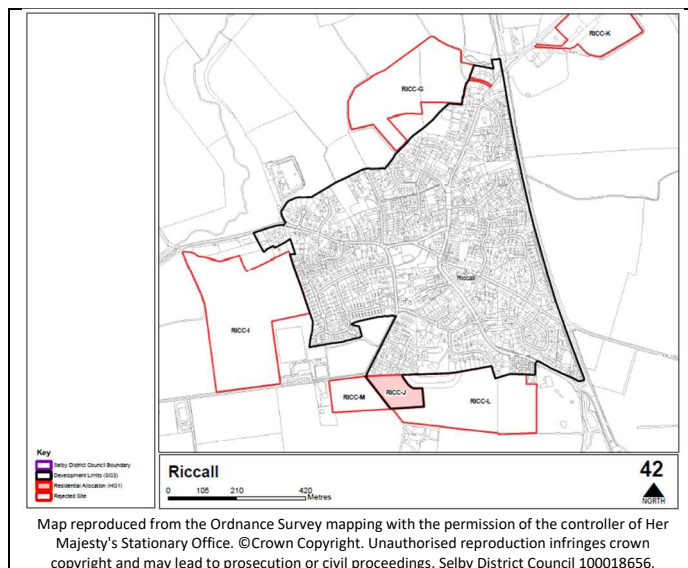 RICC-K
RICC-G
Riccall
RICC-I
RICC-M
RICC-J
RICC-L
Key
Selby District Council Boundary
Development Limits (SG3)
Residential Allocation (HG1)
Rejected Site
Riccall
0 105 210 420
Metres
42
NORTH
Map reproduced from the Ordnance Survey mapping with the permission of the controller of Her
Majesty's Stationary Office. ©Crown Copyright. Unauthorised reproduction infringes crown
copyright and may lead to prosecution or civil proceedings. Selby District Council 100018656.